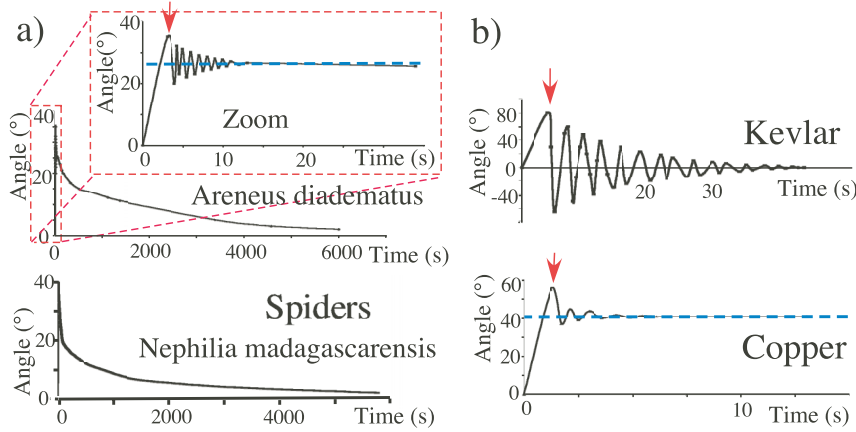 a)
Angle(°)
40
20
0
Zoom
0
10
20
Time (s)
Angle (°)
40
20
0
Areneus diadematus
0
2000
4000
6000
Time (s)
Angle (°)
40
20
0
Spiders
Nephilia madagascarensis
0
2000
4000
Time (s)
b)
Angle (°)
80
40
0
-40
Kevlar
20
30
Time (s)
Angle (°)
60
40
20
0
Copper
0
10
Time (s)